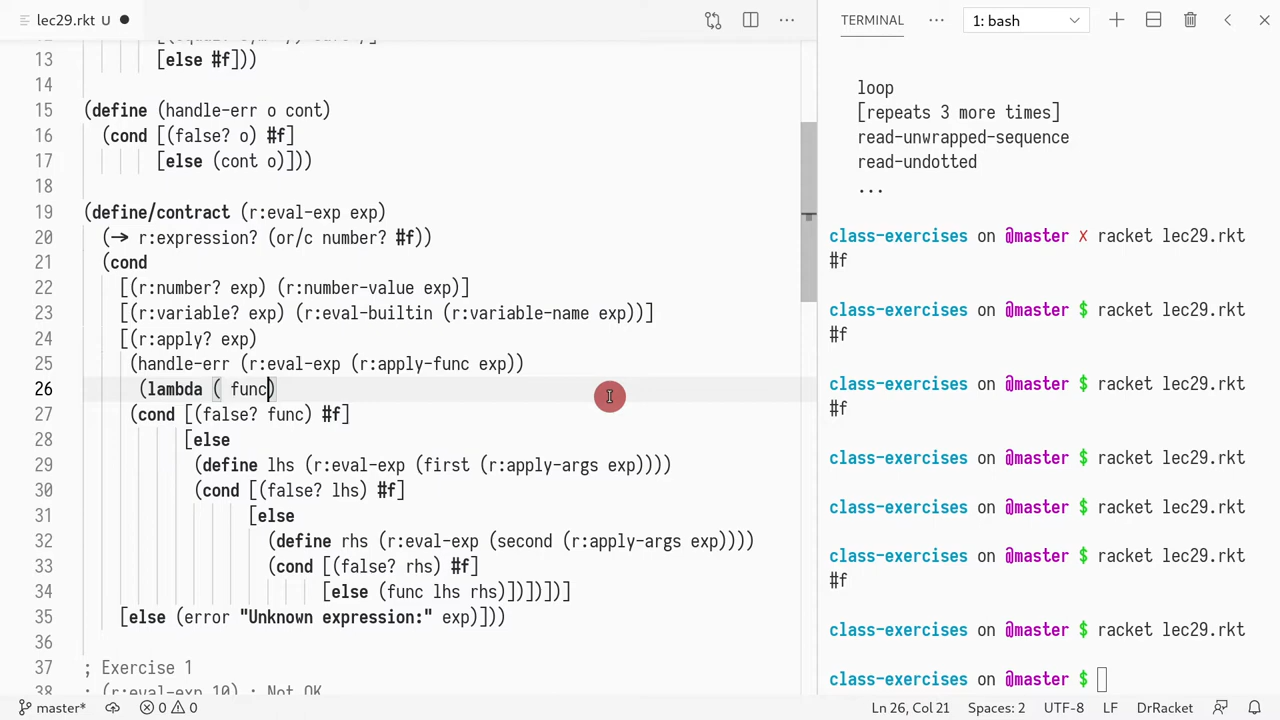 lec29.rkt U
TERMINAL
1: bash
13 [else #f]))
14
15 (define (handle-err o cont)
16 (cond [(false? o) #f]
17 [else (cont o)]))
18
19 (define/contract (r:eval-exp exp)
20 (→ r:expression? (or/c number? #f))
21 (cond
22 [(r:number? exp) (r:number-value exp)]
23 [(r:variable? exp) (r:eval-builtin (r:variable-name exp))]
24 [(r:apply? exp)
25 (handle-err (r:eval-exp (r:apply-func exp))
26 (lambda ( func)
27 (cond [(false? func) #f]
28 [else
29 (define lhs (r:eval-exp (first (r:apply-args exp))))
30 (cond [(false? lhs) #f]
31 [else
32 (define rhs (r:eval-exp (second (r:apply-args exp))))
33 (cond [(false? rhs) #f]
34 [else (func lhs rhs)])])])]
35 [else (error "Unknown expression:" exp)]))
36
37 ; Exercise 1
38 ; (r:eval-exp 10) ; Not OK
loop
[repeats 3 more times]
read-unwrapped-sequence
read-undotted
...
class-exercises on @master ✗ racket lec29.rkt
#f
class-exercises on @master $ racket lec29.rkt
#f
class-exercises on @master $ racket lec29.rkt
#f
class-exercises on @master $ racket lec29.rkt
class-exercises on @master $ racket lec29.rkt
class-exercises on @master $ racket lec29.rkt
#f
class-exercises on @master $ racket lec29.rkt
class-exercises on @master $
master* 0 0 Ln 26, Col 21 Spaces: 2 UTF-8 LF DrRacket